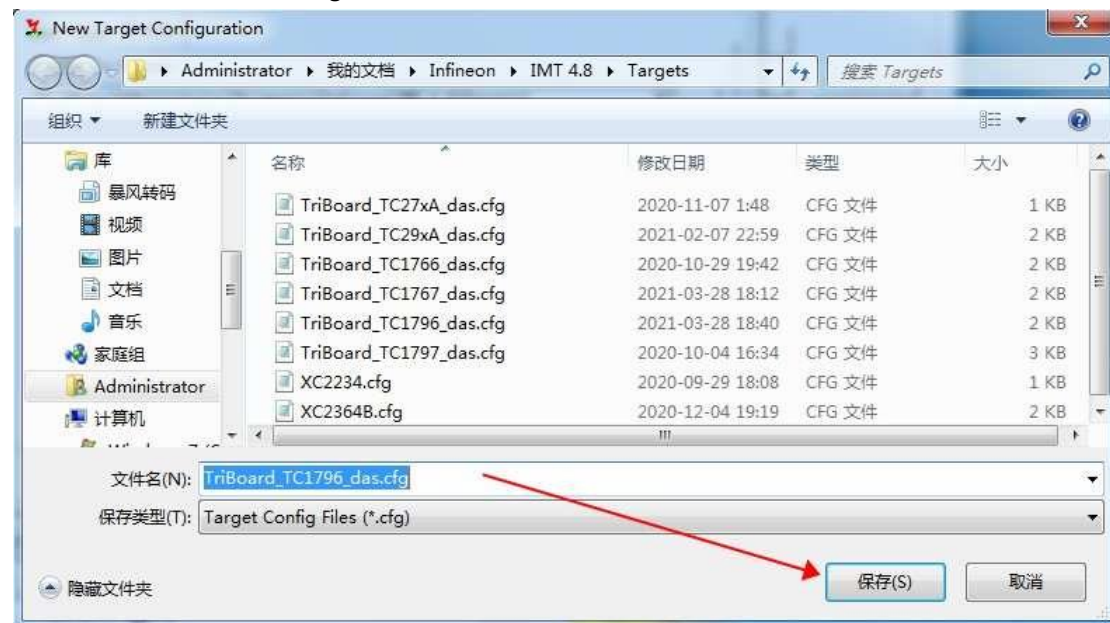 New Target Configuration
Administrator ▸ 我的文档 ▸ Infineon ▸ IMT 4.8 ▸ Targets
搜索 Targets
组织 新建文件夹
库
暴风转码
视频
图片
文档
音乐
家庭组
Administrator
计算机
名称 修改日期 类型 大小
TriBoard_TC27xA_das.cfg 2020-11-07 1:48 CFG 文件 1 KB
TriBoard_TC29xA_das.cfg 2021-02-07 22:59 CFG 文件 2 KB
TriBoard_TC1766_das.cfg 2020-10-29 19:42 CFG 文件 2 KB
TriBoard_TC1767_das.cfg 2021-03-28 18:12 CFG 文件 2 KB
TriBoard_TC1796_das.cfg 2021-03-28 18:40 CFG 文件 2 KB
TriBoard_TC1797_das.cfg 2020-10-04 16:34 CFG 文件 3 KB
XC2234.cfg 2020-09-29 18:08 CFG 文件 1 KB
XC2364B.cfg 2020-12-04 19:19 CFG 文件 2 KB
文件名(N): TriBoard_TC1796_das.cfg
保存类型(T): Target Config Files (*.cfg)
隐藏文件夹 保存(S) 取消